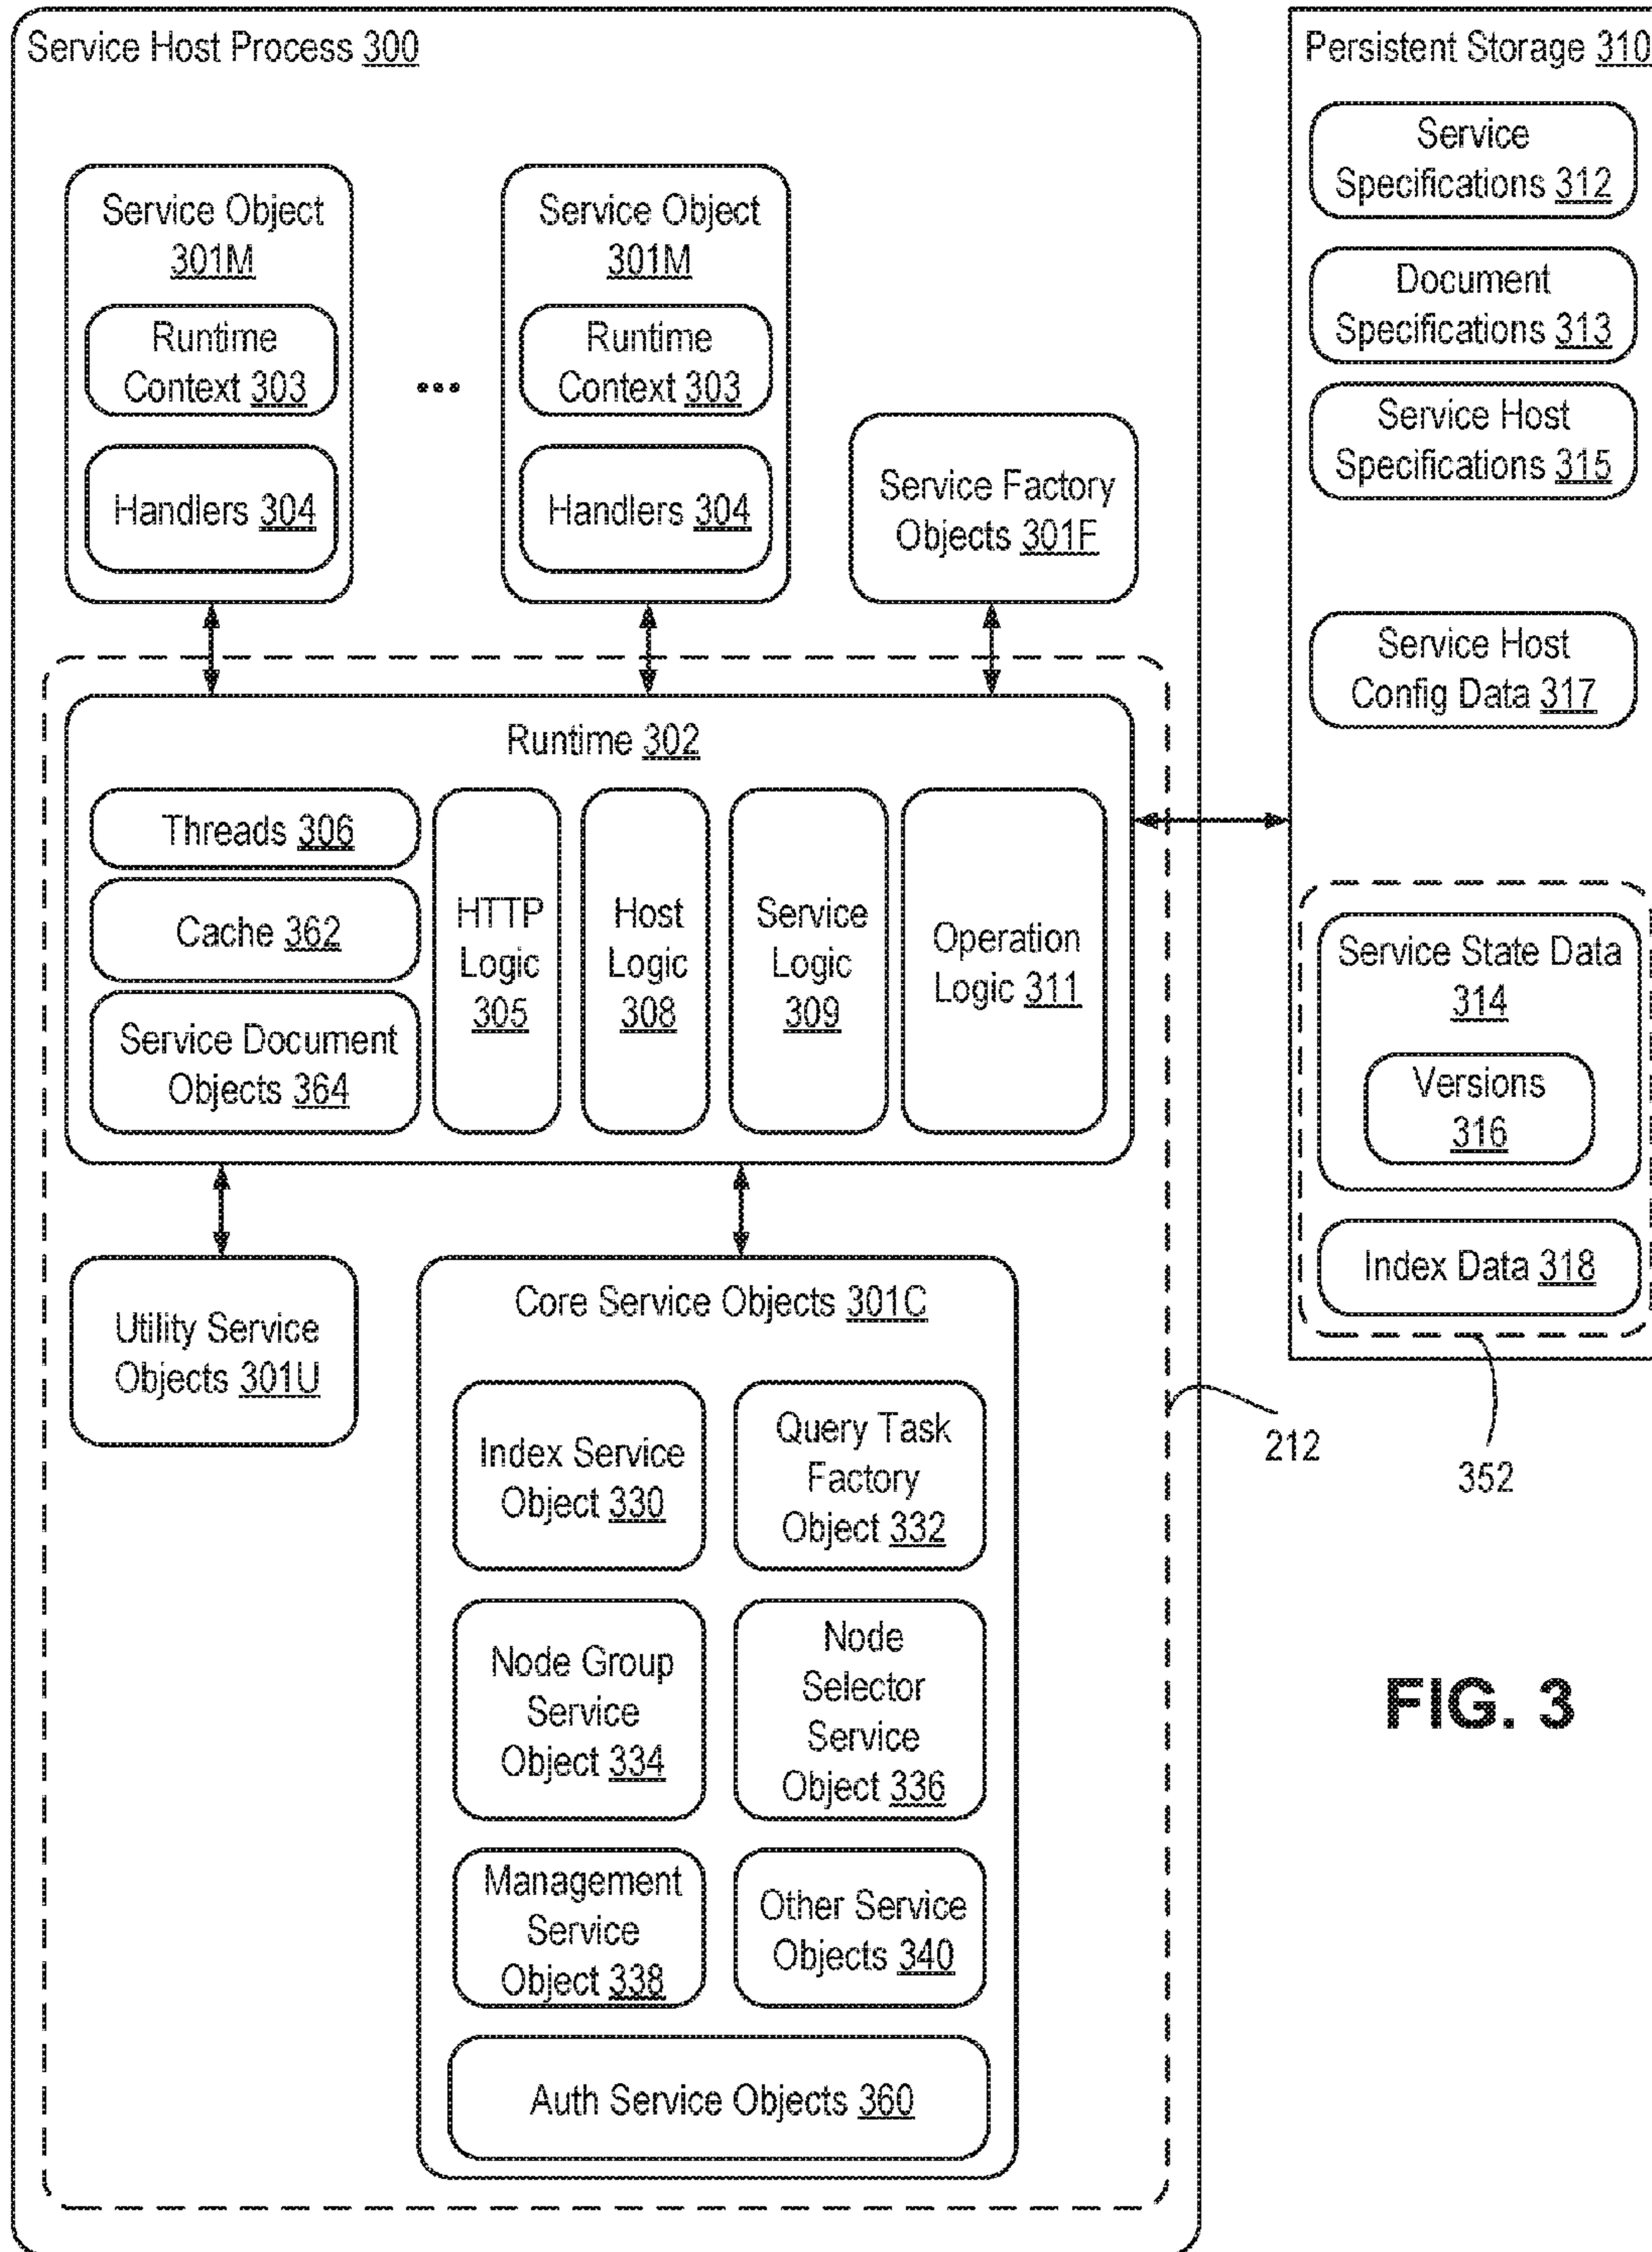 Service Host Process 300
Service Object
301M
Runtime
Context 303
Handlers 304
...
Service Object
301M
Runtime
Context 303
Handlers 304
Service Factory
Objects 301F
Runtime 302
Threads 306
Cache 362
Service Document
Objects 364
HTTP
Logic
305
Host
Logic
308
Service
Logic
309
Operation
Logic 311
Utility Service
Objects 301U
Core Service Objects 301C
Index Service
Object 330
Query Task
Factory
Object 332
Node Group
Service
Object 334
Node
Selector
Service
Object 336
Management
Service
Object 338
Other Service
Objects 340
Auth Service Objects 360
212
Persistent Storage 310
Service
Specifications 312
Document
Specifications 313
Service Host
Specifications 315
Service Host
Config Data 317
Service State Data
314
Versions
316
Index Data 318
352
FIG. 3